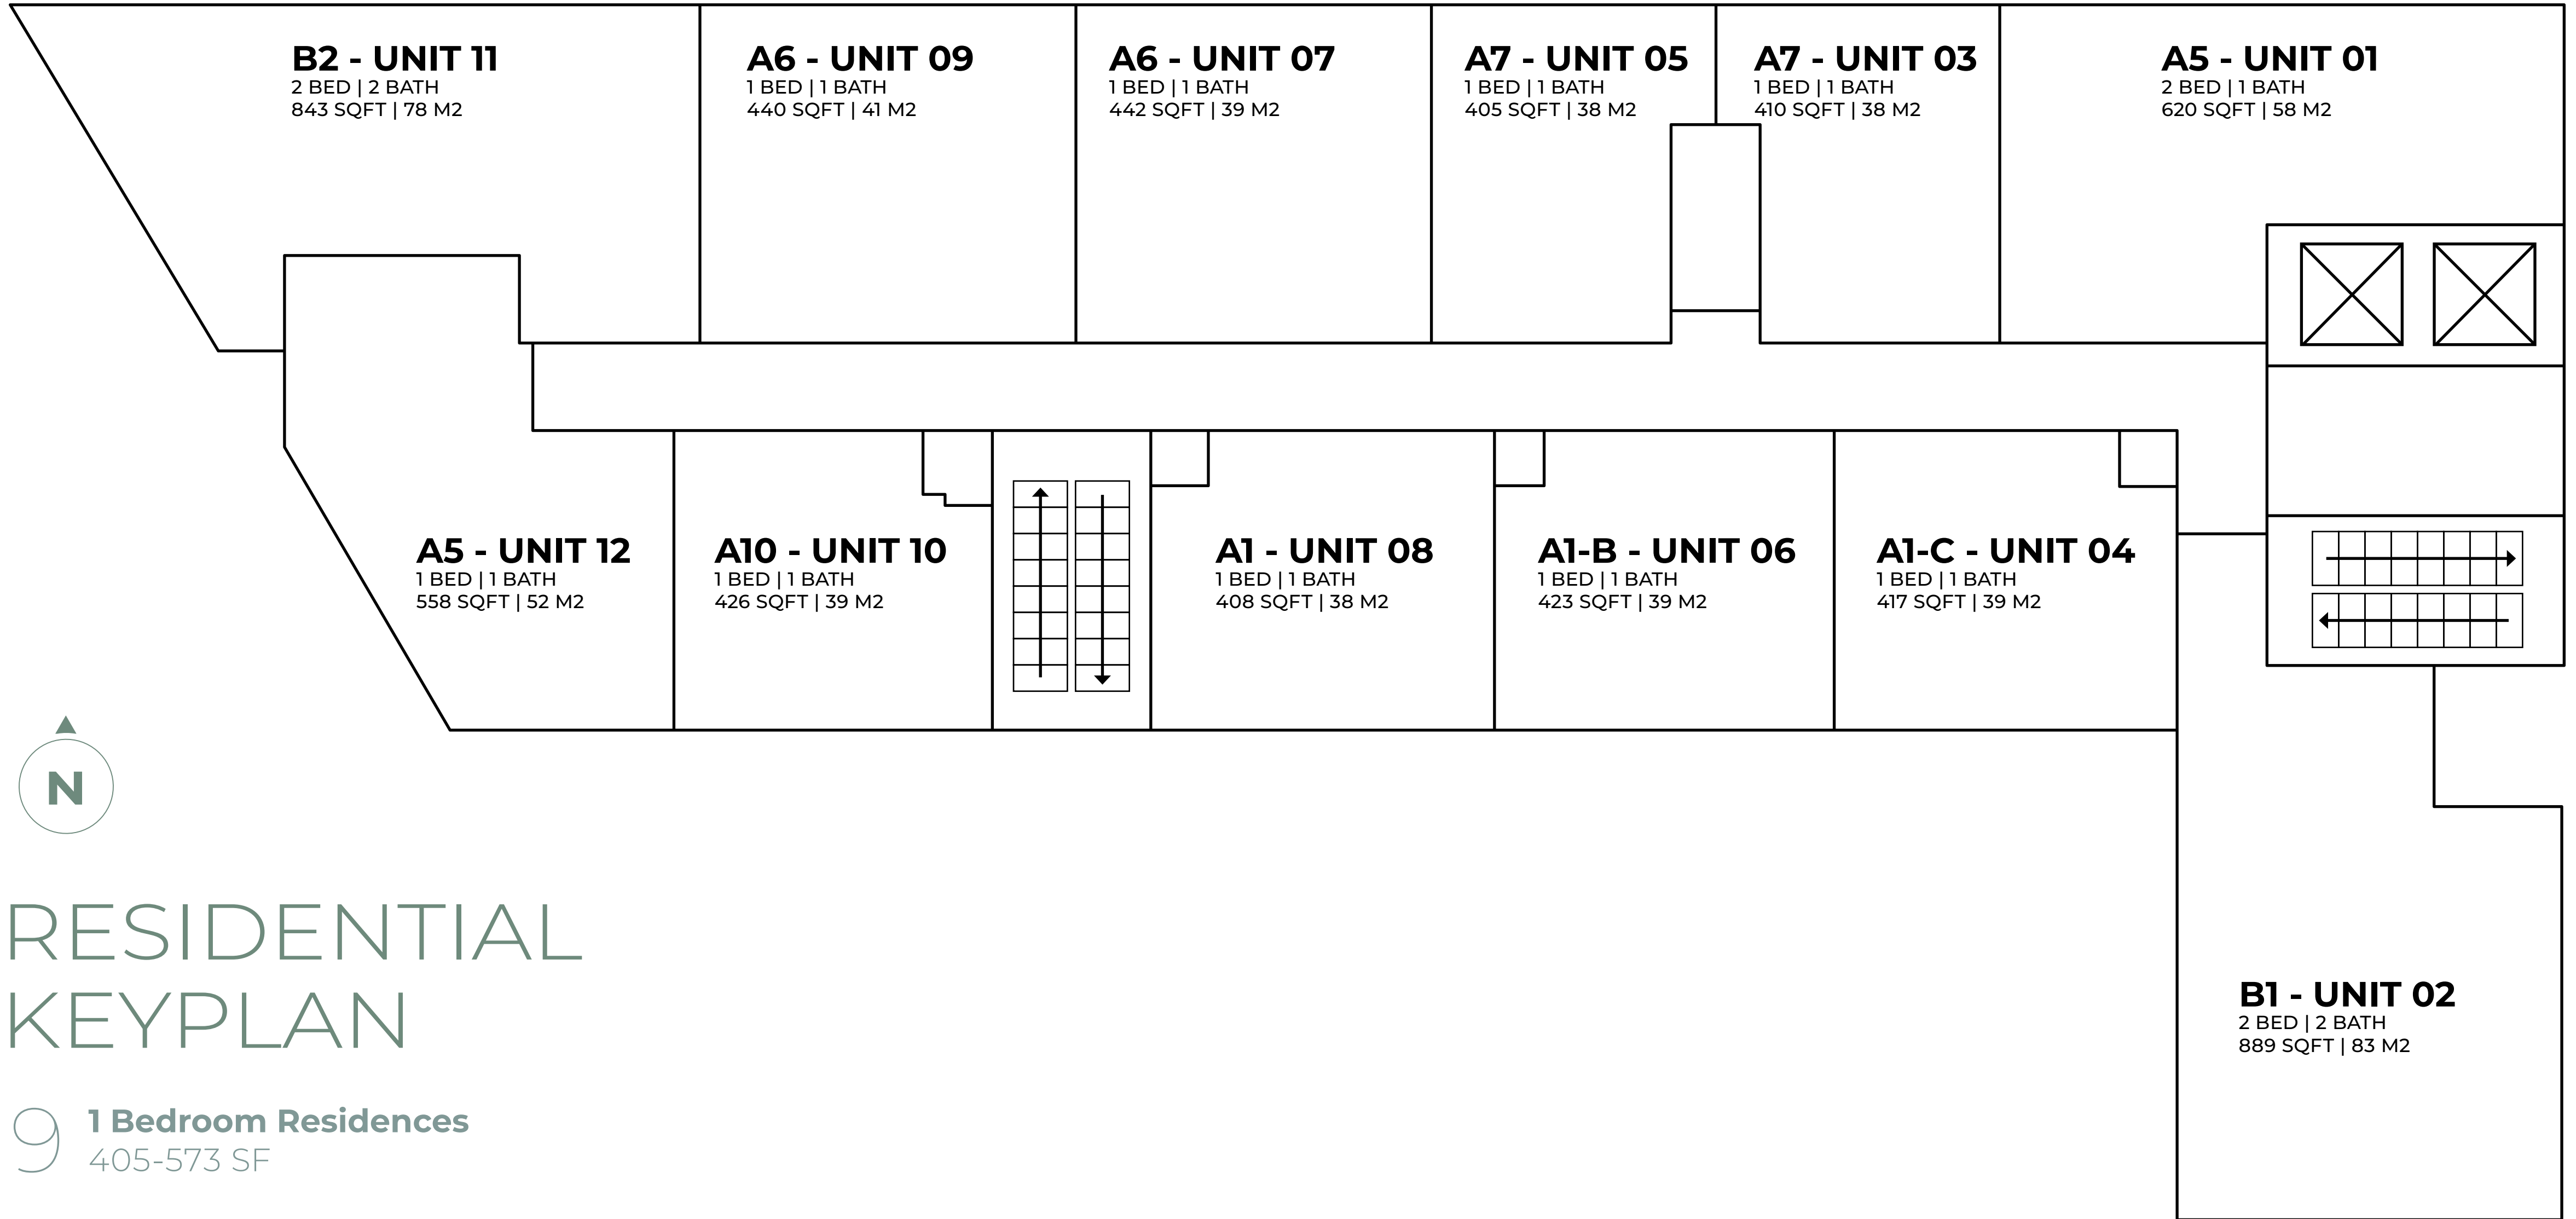 B2 - UNIT 11
2 BED | 2 BATH
843 SQFT | 78 M2
A6 - UNIT 09
1 BED | 1 BATH
440 SQFT | 41 M2
A6 - UNIT 07
1 BED | 1 BATH
442 SQFT | 39 M2
A7 - UNIT 05
1 BED | 1 BATH
405 SQFT | 38 M2
A7 - UNIT 03
1 BED | 1 BATH
410 SQFT | 38 M2
A5 - UNIT 01
2 BED | 1 BATH
620 SQFT | 58 M2
A5 - UNIT 12
1 BED | 1 BATH
558 SQFT | 52 M2
A10 - UNIT 10
1 BED | 1 BATH
426 SQFT | 39 M2
A1 - UNIT 08
1 BED | 1 BATH
408 SQFT | 38 M2
A1-B - UNIT 06
1 BED | 1 BATH
423 SQFT | 39 M2
A1-C - UNIT 04
1 BED | 1 BATH
417 SQFT | 39 M2
B1 - UNIT 02
2 BED | 2 BATH
889 SQFT | 83 M2
N
RESIDENTIAL
KEYPLAN
9 1 Bedroom Residences
405-573 SF